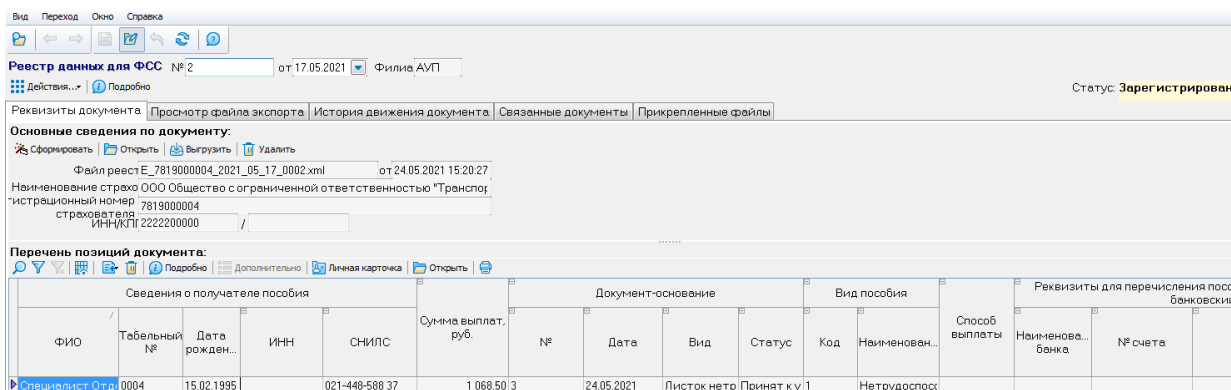 Вид Переход Окно Справка
Реестр данных для ФСС № 2 от 17.05.2021 Филиа АУП
Действия... Подробно
Статус: Зарегистрирован
Реквизиты документа Просмотр файла экспорта История движения документа Связанные документы Прикрепленные файлы
Основные сведения по документу:
Сформировать Открыть Выгрузить Удалить
Файл реест E_7819000004_2021_05_17_0002.xml от 24.05.2021 15:20:27
Наименование страхо ООО Общество с ограниченной ответственностью "Транспор
истрационный номер страхователя 7819000004
ИНН/КПП 2222200000 /
Перечень позиций документа:
Подробно Дополнительно Личная карточка Открыть
Сведения о получателе пособия Документ-основание Вид пособия Реквизиты для перечисления посо
банковски
ФИО Табельный № Дата рожден... ИНН СНИЛС Сумма выплат, руб. № Дата Вид Статус Код Наименован... Способ выплаты Наименова... банка № счета
Специалист Отд 0004 15.02.1995 021-448-588 37 1 068.50 3 24.05.2021 Листок нетр Принят к у 1 Нетрудоспосо